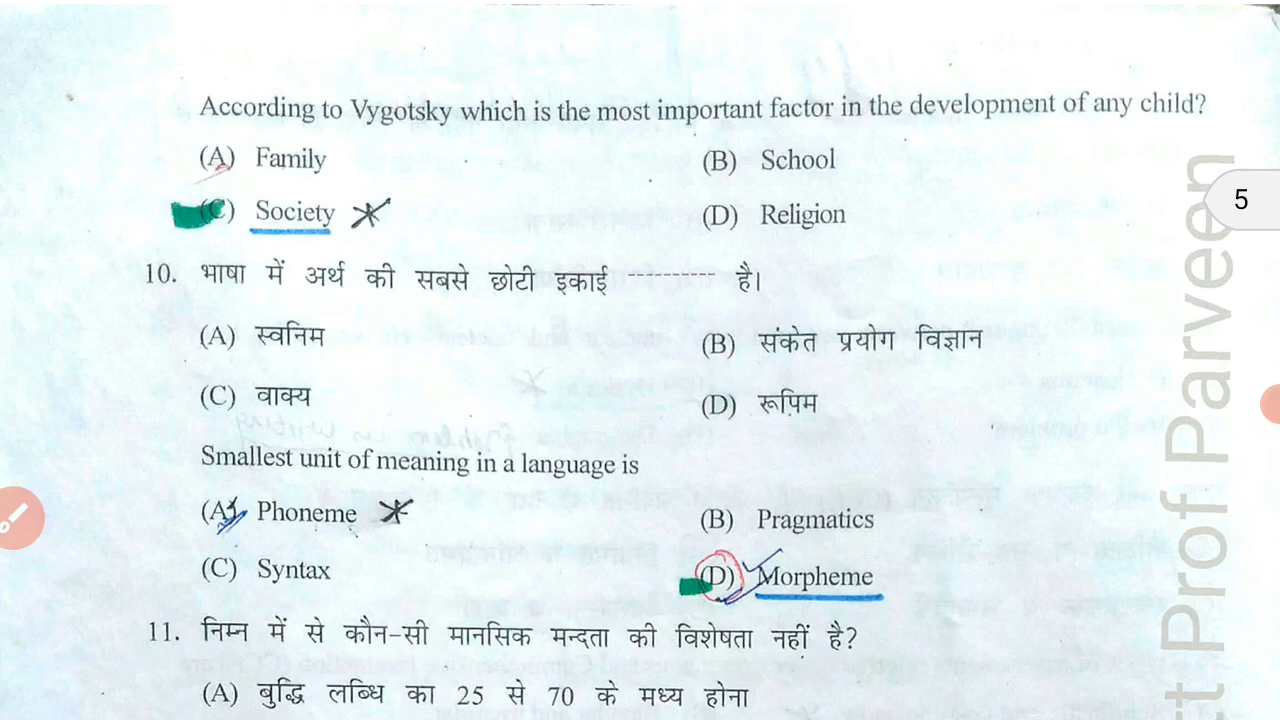 According to Vygotsky which is the most important factor in the development of any child?
(A) Family (B) School
(C) Society (D) Religion
5
10. भाषा में अर्थ की सबसे छोटी इकाई ---------- है।
(A) स्वनिम (B) संकेत प्रयोग विज्ञान
(C) वाक्य (D) रूपिम
Smallest unit of meaning in a language is
(A) Phoneme (B) Pragmatics
(C) Syntax (D) Morpheme
11. निम्न में से कौन-सी मानसिक मन्दता की विशेषता नहीं है?
(A) बुद्धि लब्धि का 25 से 70 के मध्य होना
t Prof Parveen